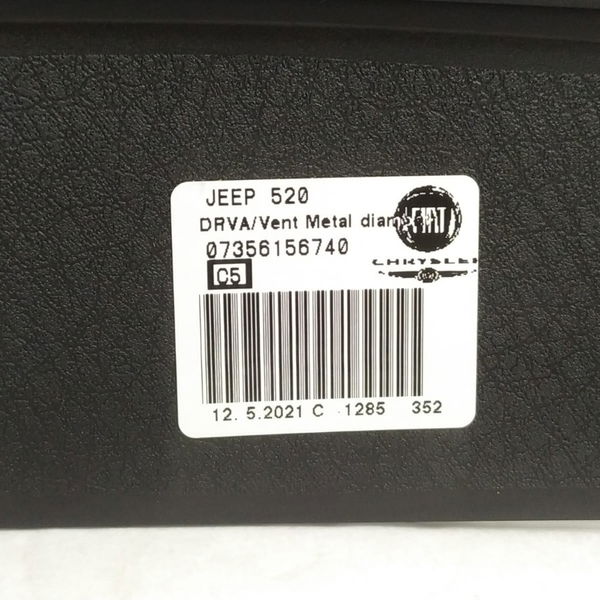 JEEP 520
DRVA/Vent Metal diam
FIAT
07356156740
CHRYSLER
C5
12. 5.2021 C 1285 352